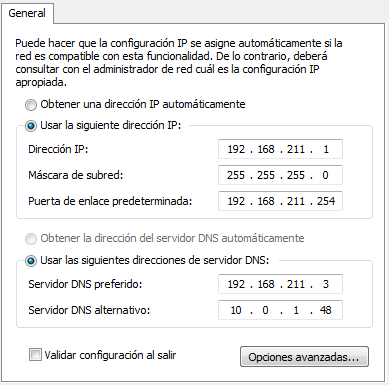 General
Puede hacer que la configuración IP se asigne automáticamente si la
red es compatible con esta funcionalidad. De lo contrario, deberá
consultar con el administrador de red cuál es la configuración IP
apropiada.
Obtener una dirección IP automáticamente
Usar la siguiente dirección IP:
Dirección IP: 192 . 168 . 211 . 1
Máscara de subred: 255 . 255 . 255 . 0
Puerta de enlace predeterminada: 192 . 168 . 211 . 254
Obtener la dirección del servidor DNS automáticamente
Usar las siguientes direcciones de servidor DNS:
Servidor DNS preferido: 192 . 168 . 211 . 3
Servidor DNS alternativo: 10 . 0 . 1 . 48
Validar configuración al salir Opciones avanzadas...